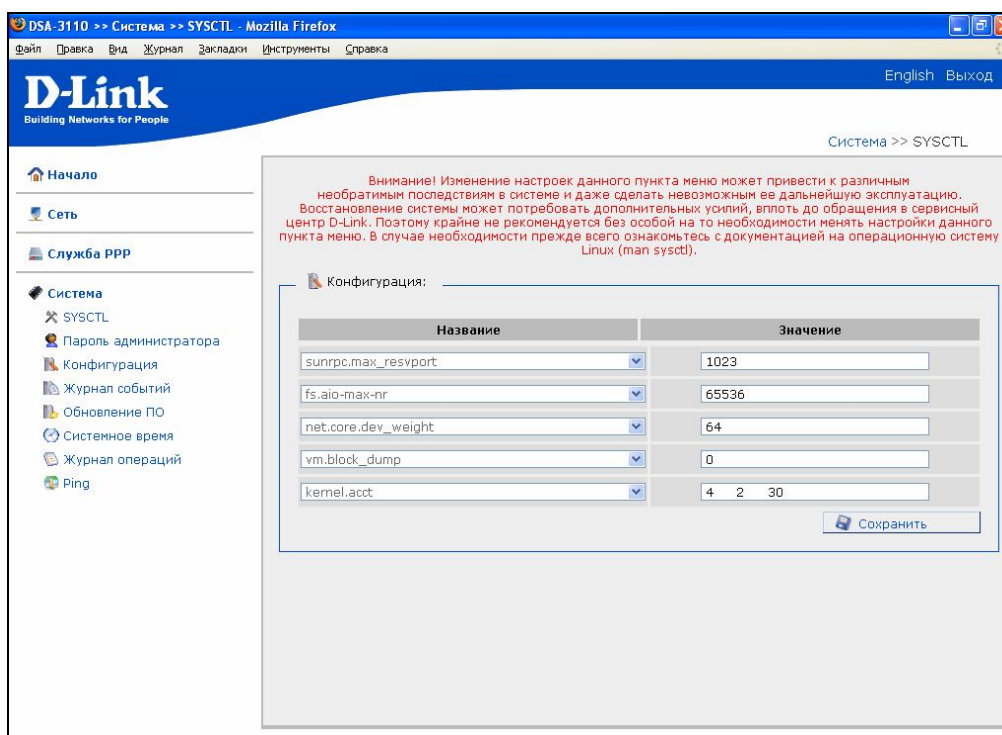 DSA-3110 >> Система >> SYSCTL - Mozilla Firefox
Файл Правка Вид Журнал Закладки Инструменты Справка
D-Link
Building Networks for People
English Выход
Система >> SYSCTL
Начало
Сеть
Служба PPP
Система
SYSCTL
Пароль администратора
Конфигурация
Журнал событий
Обновление ПО
Системное время
Журнал операций
Ping
Внимание! Изменение настроек данного пункта меню может привести к различным
необратимым последствиям в системе и даже сделать невозможным ее дальнейшую эксплуатацию.
Восстановление системы может потребовать дополнительных усилий, вплоть до обращения в сервисный
центр D-Link. Поэтому крайне не рекомендуется без особой на то необходимости менять настройки данного
пункта меню. В случае необходимости прежде всего ознакомьтесь с документацией на операционную систему
Linux (man sysctl).
Конфигурация:
Название Значение
sunrpc.max_resvport 1023
fs.aio-max-nr 65536
net.core.dev_weight 64
vm.block_dump 0
kernel.acct 4 2 30
Сохранить